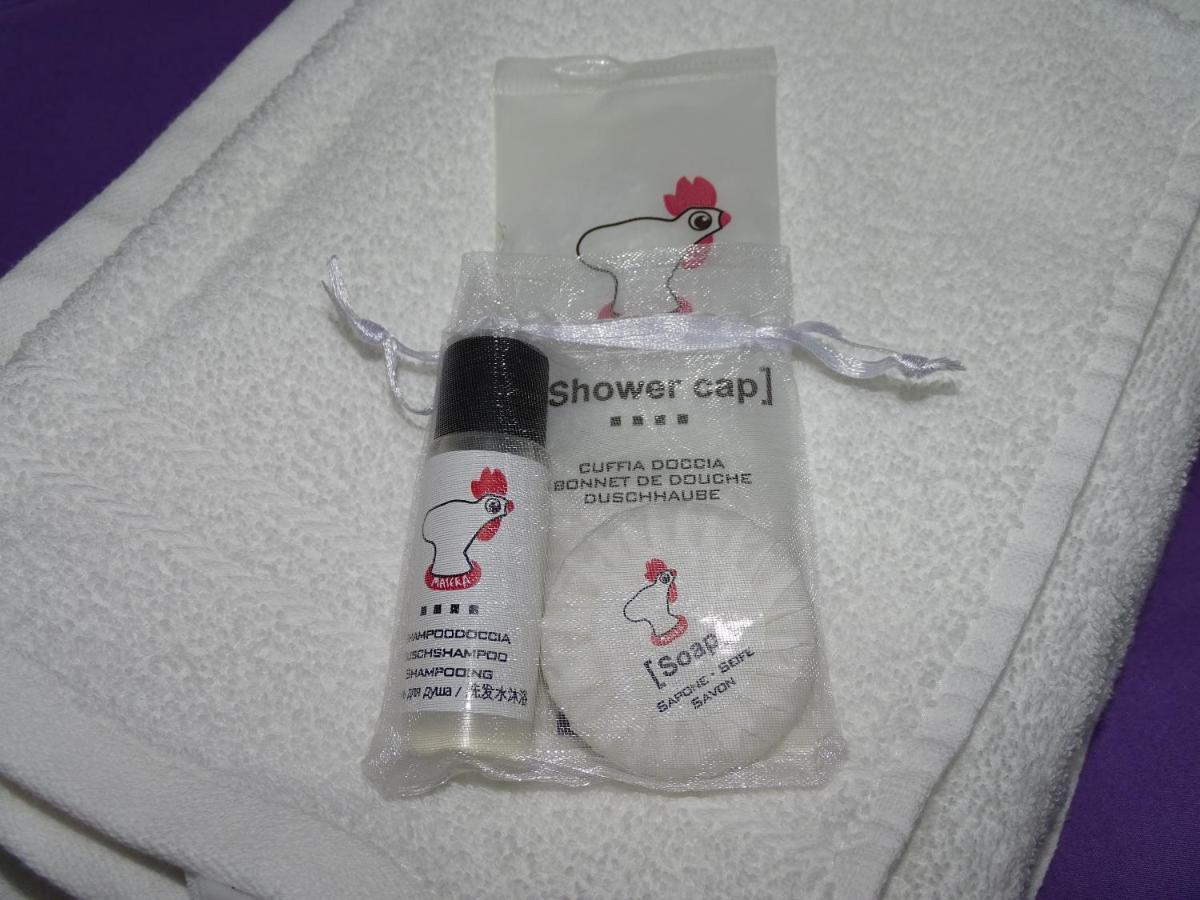 [Shower cap]
CUFFIA DOCCIA
BONNET DE DOUCHE
DUSCHHAUBE
MATERA
SHAMPOODOCCIA
DUSCHSHAMPOO
SHAMPOOING
для душа / 洗发水沐浴
[Soap]
SAPONE - SEIFE
SAVON